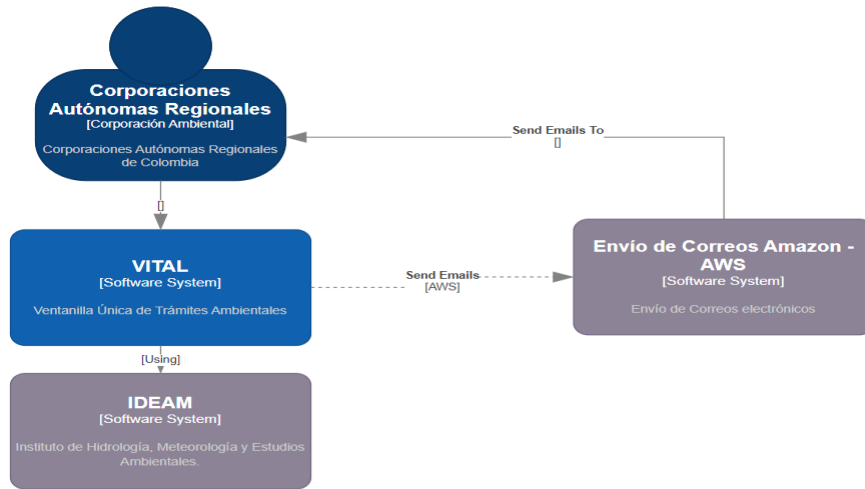 Corporaciones
Autónomas Regionales
[Corporación Ambiental]
Corporaciones Autónomas Regionales
de Colombia
Send Emails To
[]
[]
VITAL
[Software System]
Ventanilla Única de Trámites Ambientales
Send Emails
[AWS]
Envío de Correos Amazon -
AWS
[Software System]
Envío de Correos electrónicos
[Using]
IDEAM
[Software System]
Instituto de Hidrología, Meteorología y Estudios
Ambientales.